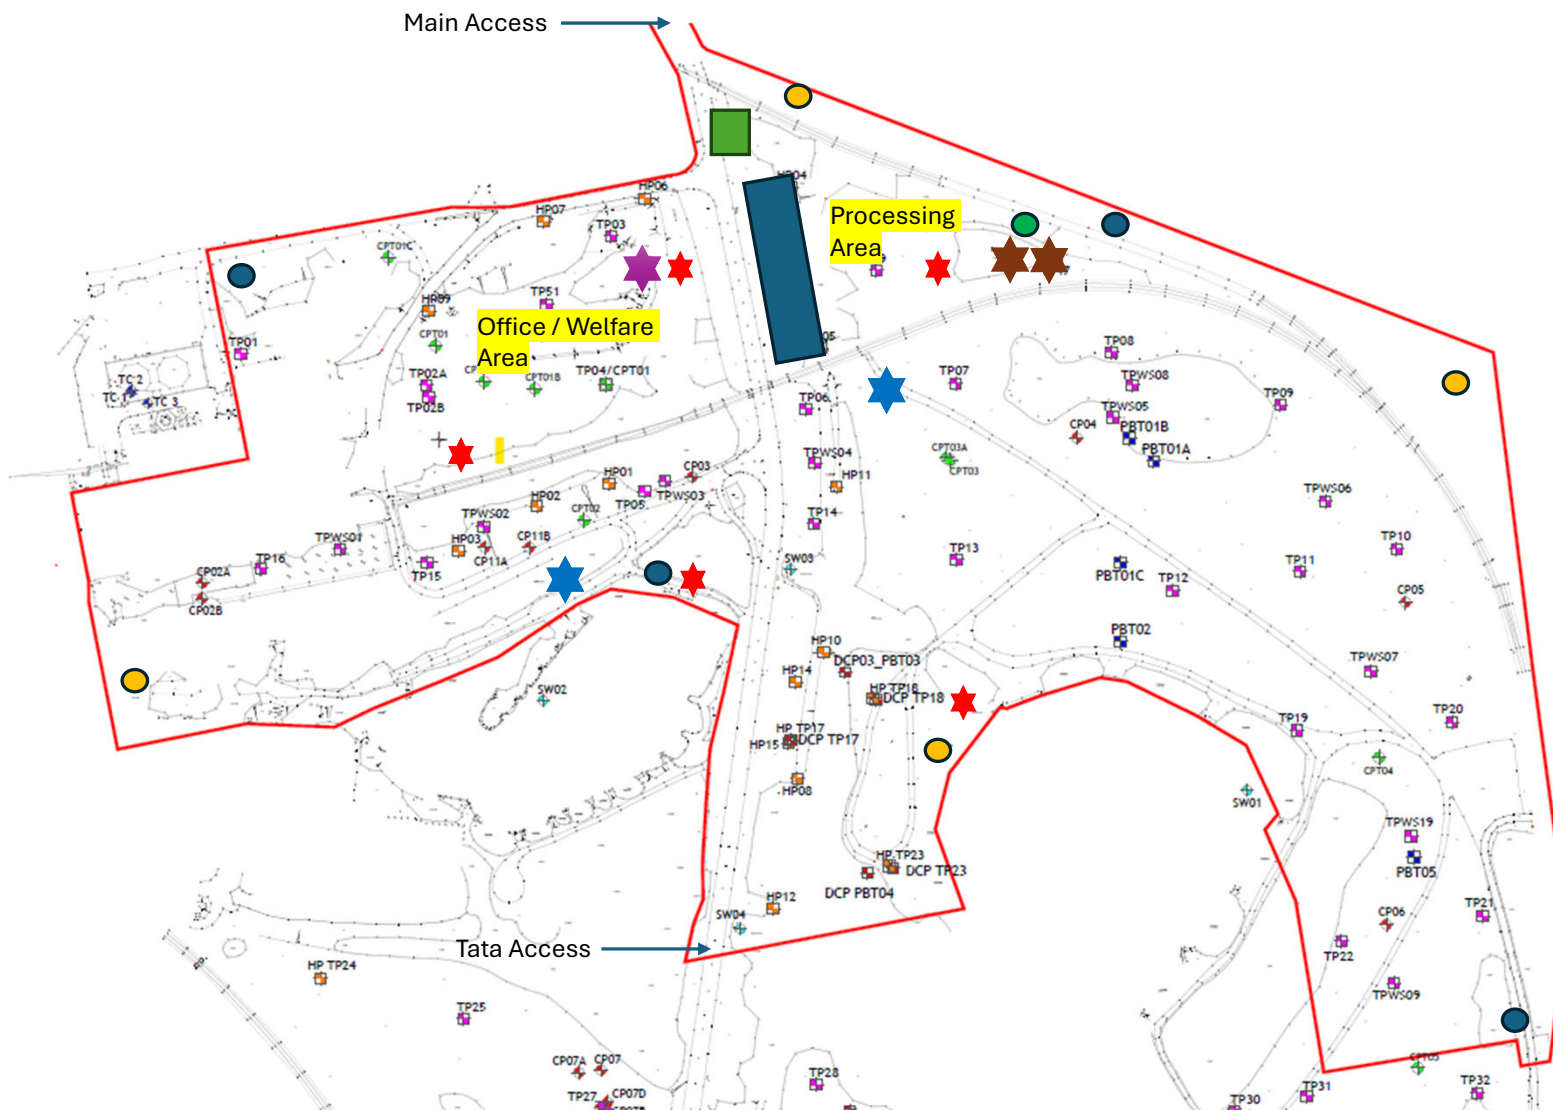 Main Access
HP04
HP06
HP07
TP03
Processing
Area
CPT01C
TP51
HP09
Office / Welfare
Area
CPT01
TP01
TP02A
CPT01B
TP04/CPT01
TP02B
TC 2
TC 1
TC 3
TP06
TP07
TP08
TPWS08
TP09
TPWS05
CP04
PBT01B
PBT01A
TPWS04
CPT03A
CPT03
HP11
HP01
CP03
TP05
TPWS03
HP02
CPT02
TPWS06
TP14
TPWS02
TPWS01
HP03
CP11B
CP11A
TP16
TP15
CP02A
CP02B
SW03
TP13
PBT01C
TP12
TP11
TP10
CP05
PBT02
HP10
DCP03_PBT03
HP14
HP TP18
DCP TP18
TPWS07
SW02
TP20
TP19
HP TP17
HP15
DCP TP17
HP08
CPT04
SW01
TPWS19
PBT05
HP TP23
DCP TP23
DCP PBT04
HP12
SW04
CP06
TP21
Tata Access
TP22
HP TP24
TPWS09
TP25
CP07A
CP07
CPT05
TP28
TP27
CP07D
TP30
TP31
TP32